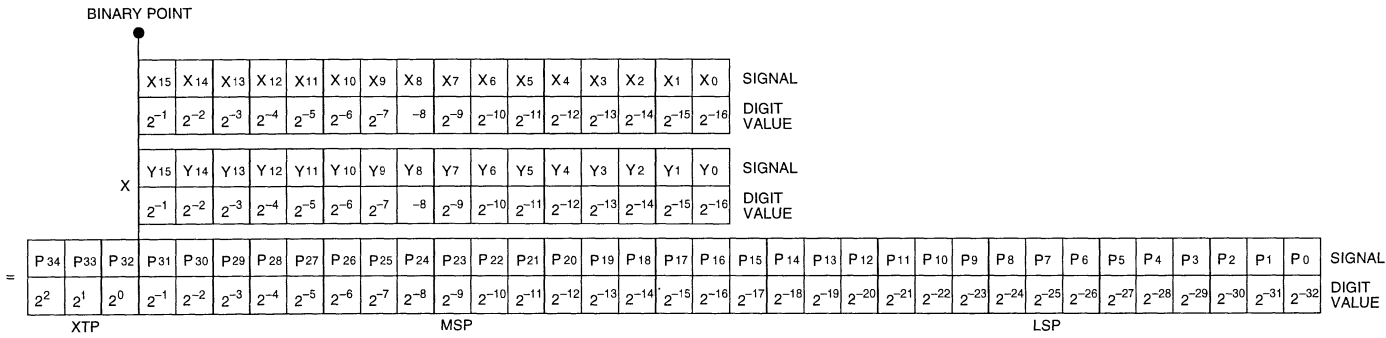 BINARY POINT
X15 X14 X13 X12 X11 X10 X9 X8 X7 X6 X5 X4 X3 X2 X1 X0 SIGNAL
2^-1 2^-2 2^-3 2^-4 2^-5 2^-6 2^-7 -8 2^-9 2^-10 2^-11 2^-12 2^-13 2^-14 2^-15 2^-16 DIGIT VALUE
X
Y15 Y14 Y13 Y12 Y11 Y10 Y9 Y8 Y7 Y6 Y5 Y4 Y3 Y2 Y1 Y0 SIGNAL
2^-1 2^-2 2^-3 2^-4 2^-5 2^-6 2^-7 -8 2^-9 2^-10 2^-11 2^-12 2^-13 2^-14 2^-15 2^-16 DIGIT VALUE
=
P34 P33 P32 P31 P30 P29 P28 P27 P26 P25 P24 P23 P22 P21 P20 P19 P18 P17 P16 P15 P14 P13 P12 P11 P10 P9 P8 P7 P6 P5 P4 P3 P2 P1 P0 SIGNAL
2^2 2^1 2^0 2^-1 2^-2 2^-3 2^-4 2^-5 2^-6 2^-7 2^-8 2^-9 2^-10 2^-11 2^-12 2^-13 2^-14 2^-15 2^-16 2^-17 2^-18 2^-19 2^-20 2^-21 2^-22 2^-23 2^-24 2^-25 2^-26 2^-27 2^-28 2^-29 2^-30 2^-31 2^-32 DIGIT VALUE
XTP MSP LSP